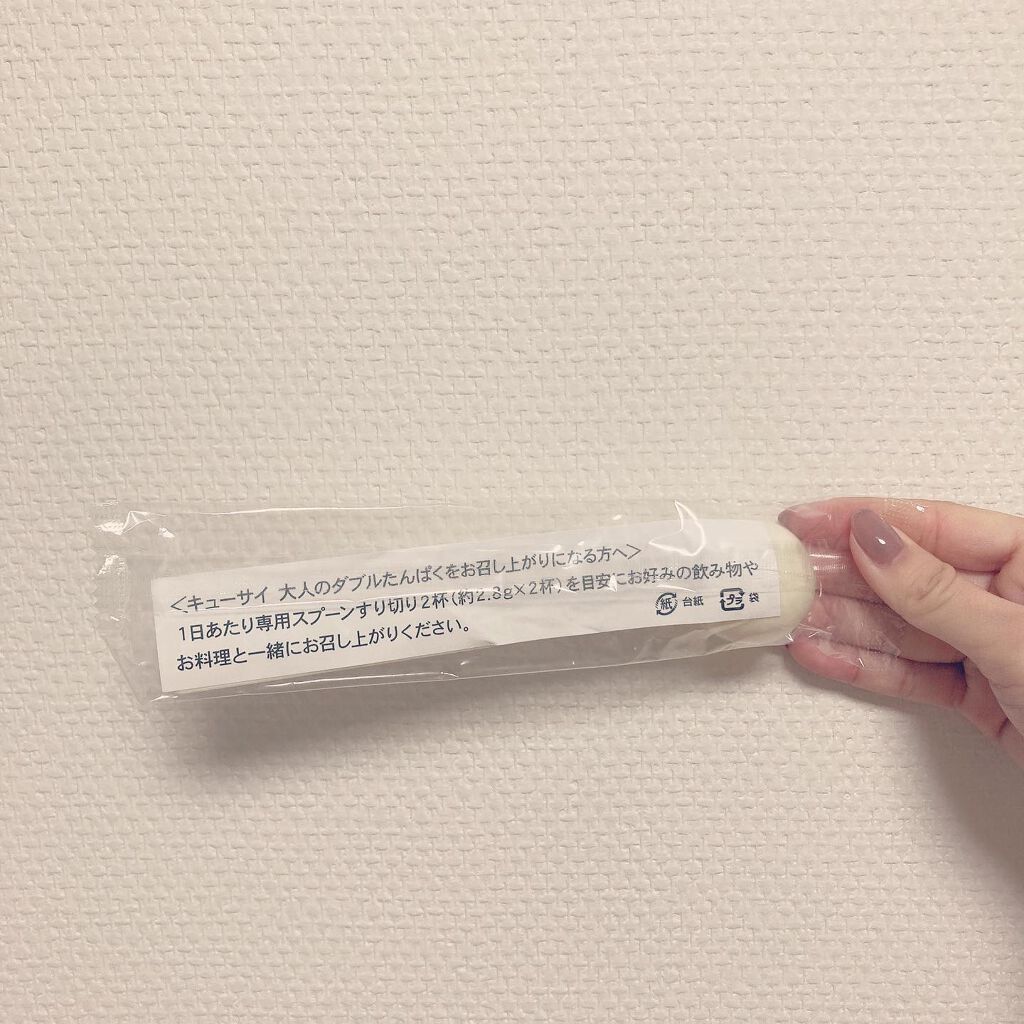 <キューサイ 大人のダブルたんぱくをお召し上がりになる方へ>
1日あたり専用スプーンすり切り2杯(約2.8g×2杯)を目安にお好みの飲み物や
お料理と一緒にお召し上がりください。
紙 台紙 プラ 袋